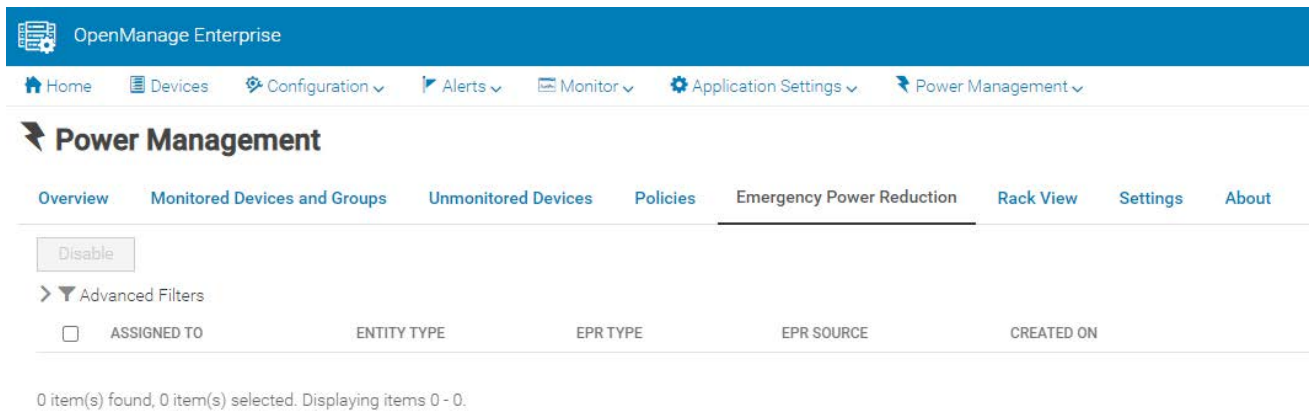 OpenManage Enterprise
Home Devices Configuration Alerts Monitor Application Settings Power Management
Power Management
Overview Monitored Devices and Groups Unmonitored Devices Policies Emergency Power Reduction Rack View Settings About
Disable
Advanced Filters
ASSIGNED TO ENTITY TYPE EPR TYPE EPR SOURCE CREATED ON
0 item(s) found, 0 item(s) selected. Displaying items 0 - 0.